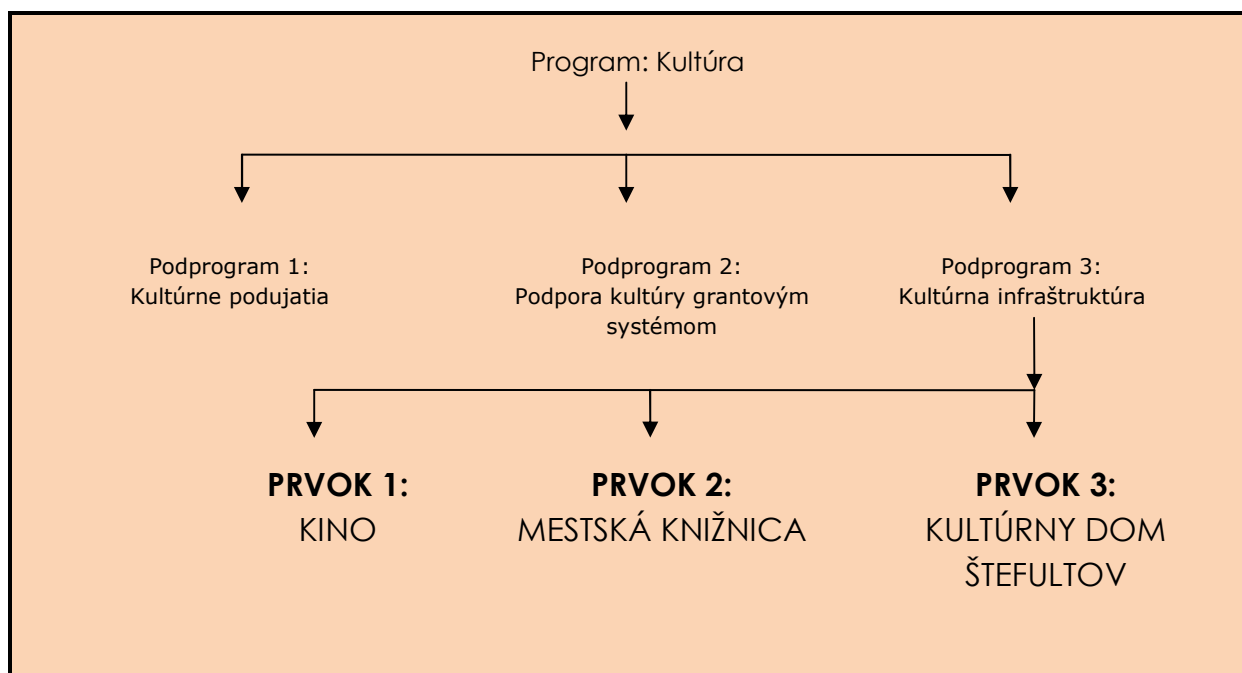 Program: Kultúra
Podprogram 1:
Kultúrne podujatia
Podprogram 2:
Podpora kultúry grantovým
systémom
Podprogram 3:
Kultúrna infraštruktúra
PRVOK 1:
KINO
PRVOK 2:
MESTSKÁ KNIŽNICA
PRVOK 3:
KULTÚRNY DOM
ŠTEFULTOV